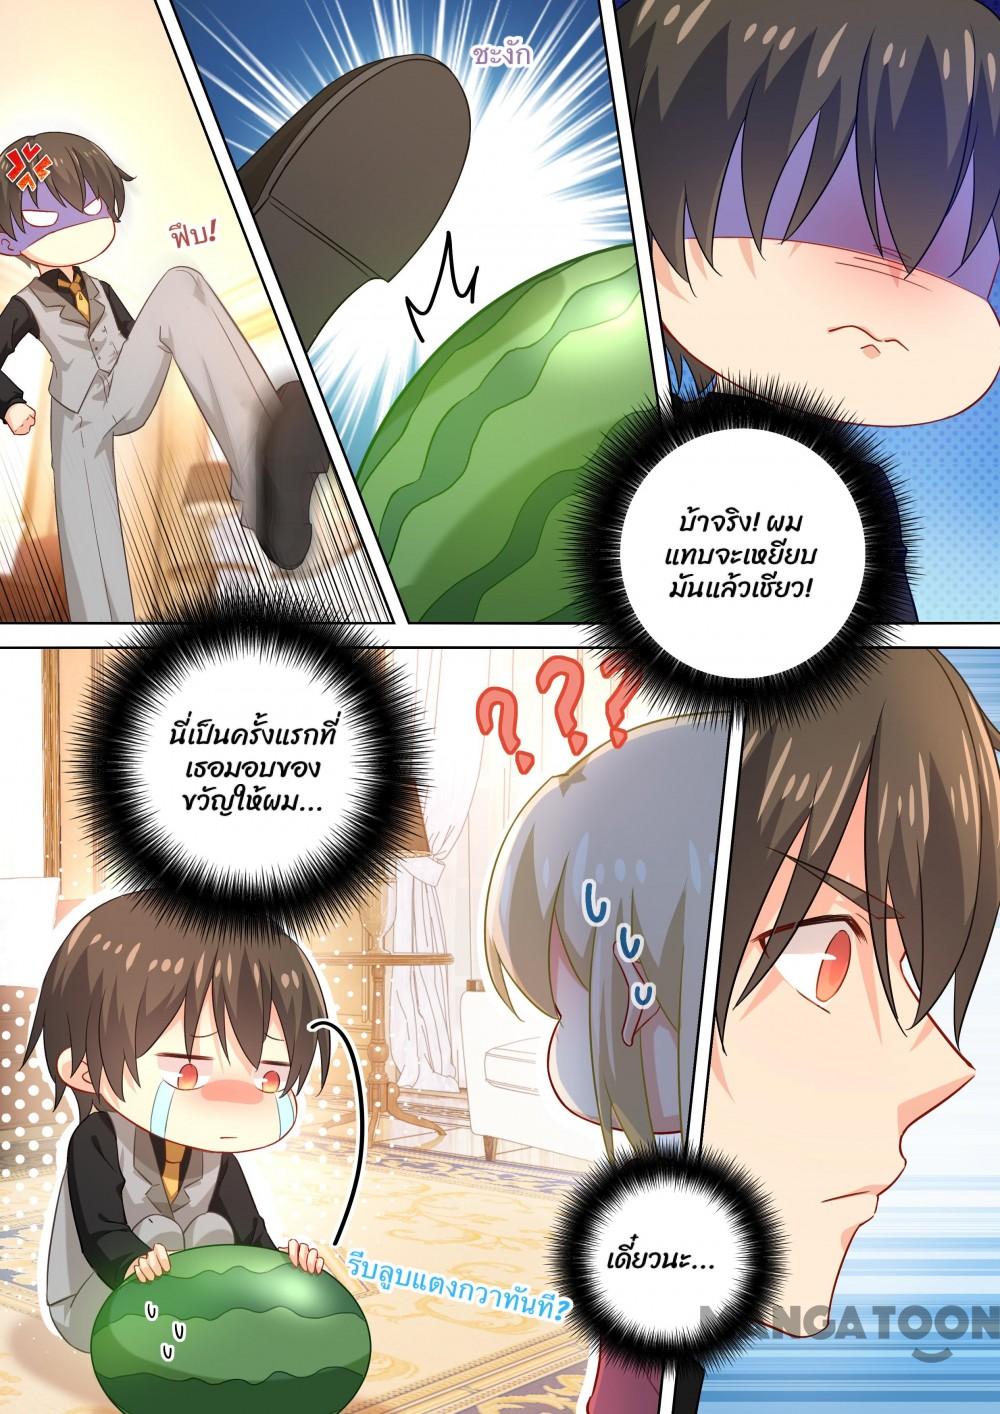 ชะงัก
ฟึบ!
บ้าจริง! ผม
แทบจะเหยียบ
มันแล้วเชียว!
นี่เป็นครั้งแรกที่
เธอมอบของ
ขวัญให้ผม...
???
รีบลูบแตงกวาทันที?
เดี๋ยวนะ...
MANGATOON